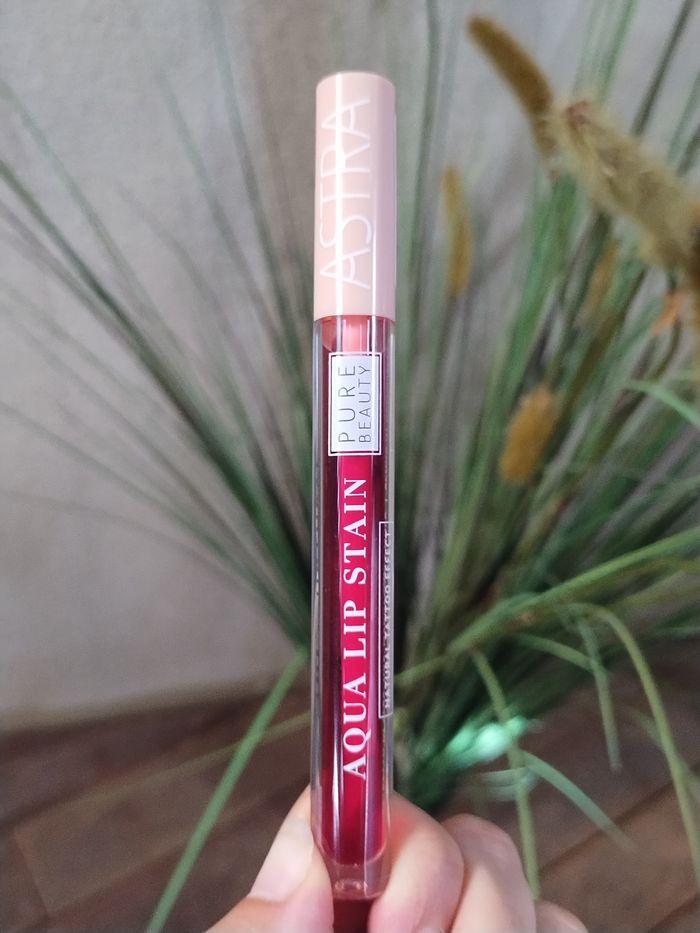 ASTRA
PURE
BEAUTY
AQUA LIP STAIN
NATURAL TATTOO EFFECT